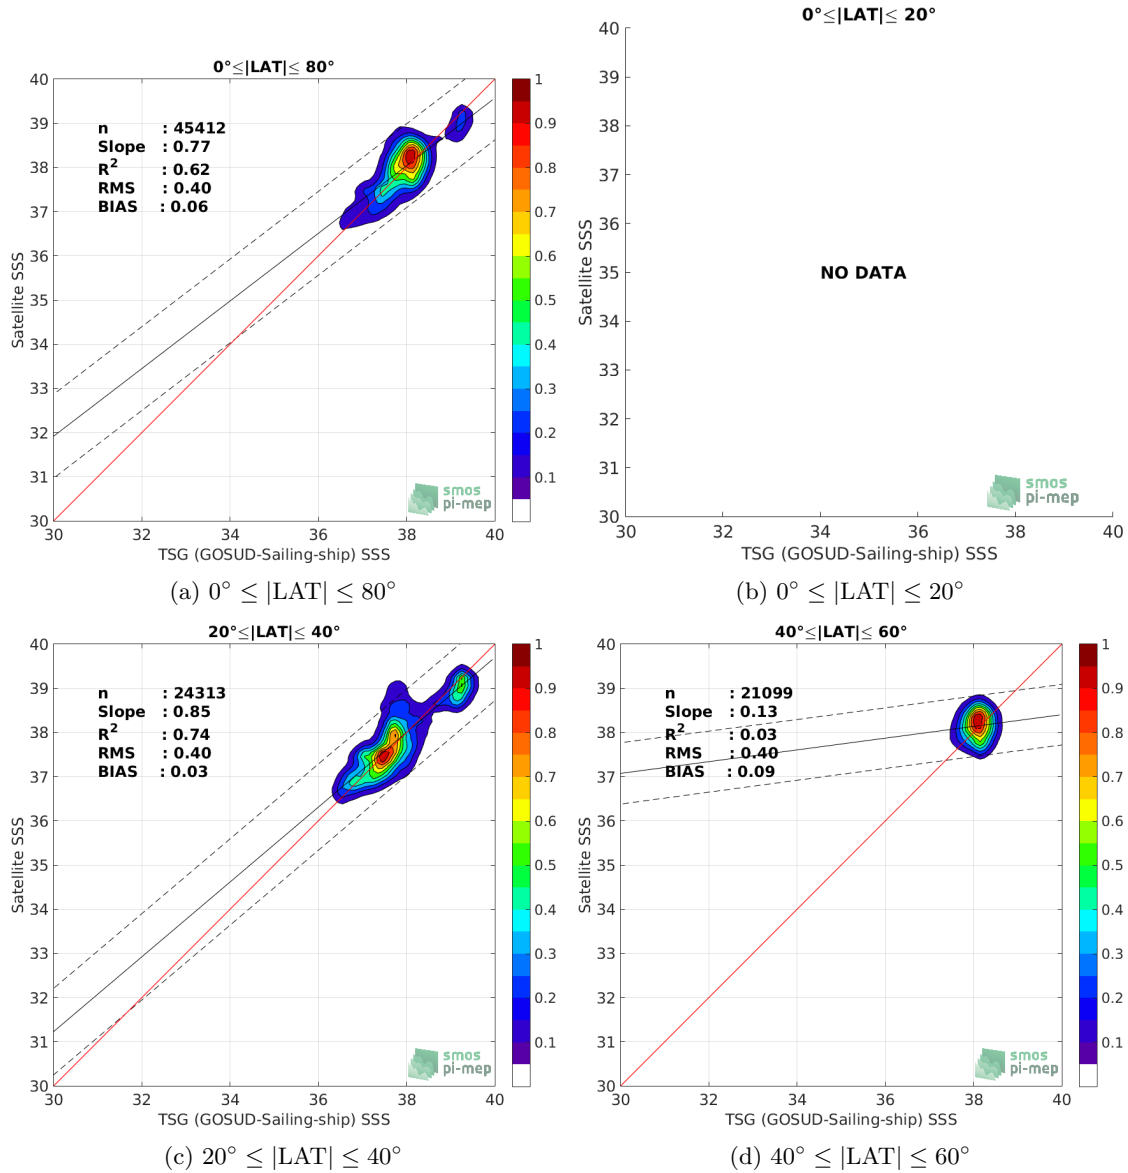 0°≤|LAT|≤ 80°
40
39
38
37
36
35
34
33
32
31
30
Satellite SSS
n : 45412
Slope : 0.77
R2 : 0.62
RMS : 0.40
BIAS : 0.06
1
0.9
0.8
0.7
0.6
0.5
0.4
0.3
0.2
0.1
smos
pi-mep
30 32 34 36 38 40
TSG (GOSUD-Sailing-ship) SSS
(a) 0° ≤ |LAT| ≤ 80°
0°≤|LAT|≤ 20°
40
39
38
37
36
35
34
33
32
31
30
Satellite SSS
NO DATA
smos
pi-mep
30 32 34 36 38 40
TSG (GOSUD-Sailing-ship) SSS
(b) 0° ≤ |LAT| ≤ 20°
20°≤|LAT|≤ 40°
40
39
38
37
36
35
34
33
32
31
30
Satellite SSS
n : 24313
Slope : 0.85
R2 : 0.74
RMS : 0.40
BIAS : 0.03
1
0.9
0.8
0.7
0.6
0.5
0.4
0.3
0.2
0.1
smos
pi-mep
30 32 34 36 38 40
TSG (GOSUD-Sailing-ship) SSS
(c) 20° ≤ |LAT| ≤ 40°
40°≤|LAT|≤ 60°
40
39
38
37
36
35
34
33
32
31
30
Satellite SSS
n : 21099
Slope : 0.13
R2 : 0.03
RMS : 0.40
BIAS : 0.09
1
0.9
0.8
0.7
0.6
0.5
0.4
0.3
0.2
0.1
smos
pi-mep
30 32 34 36 38 40
TSG (GOSUD-Sailing-ship) SSS
(d) 40° ≤ |LAT| ≤ 60°